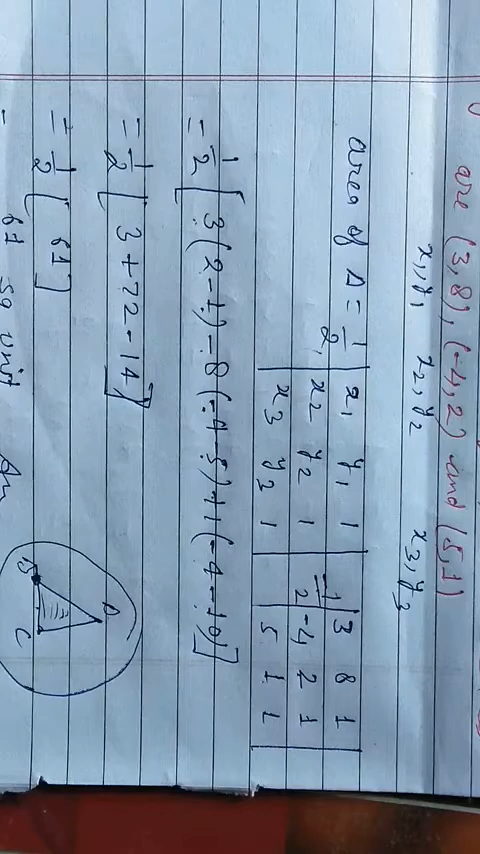 are (3,8), (-4,2) and (5,1)
x₁,y₁ x₂,y₂ x₃,y₃
area of Δ = 1/2 | x₁ y₁ 1 | 1/2 | 3 8 1 |
| x₂ y₂ 1 | | -4 2 1 |
| x₃ y₃ 1 | | 5 1 1 |
= 1/2 [ 3(2-1) - 8(-4-5) + 1(-4-10) ]
= 1/2 [ 3 + 72 - 14 ]
= 1/2 [ 61 ]
61 sq unit Ans
A
B C